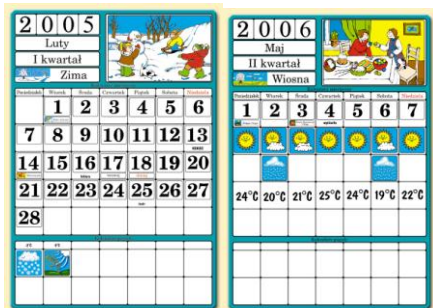 2005
Luty
I kwartał
Zima
Poniedziałek Wtorek Środa Czwartek Piątek Sobota Niedziela
1 2 3 4 5 6
7 8 9 10 11 12 13
14 15 16 17 18 19 20
21 22 23 24 25 26 27
28
2006
Maj
II kwartał
Wiosna
Poniedziałek Wtorek Środa Czwartek Piątek Sobota Niedziela
1 2 3 4 5 6 7
24°C 20°C 21°C 25°C 24°C 19°C 22°C